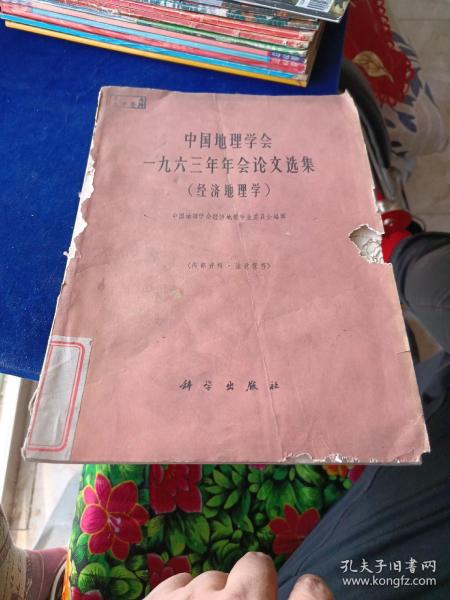 中国地理学会
一九六三年年会论文选集
（经济地理学）
中国地理学会经济地理专业委员会编辑
（内部资料·注意保存）
科学出版社
孔夫子旧书网
www.kongfz.com